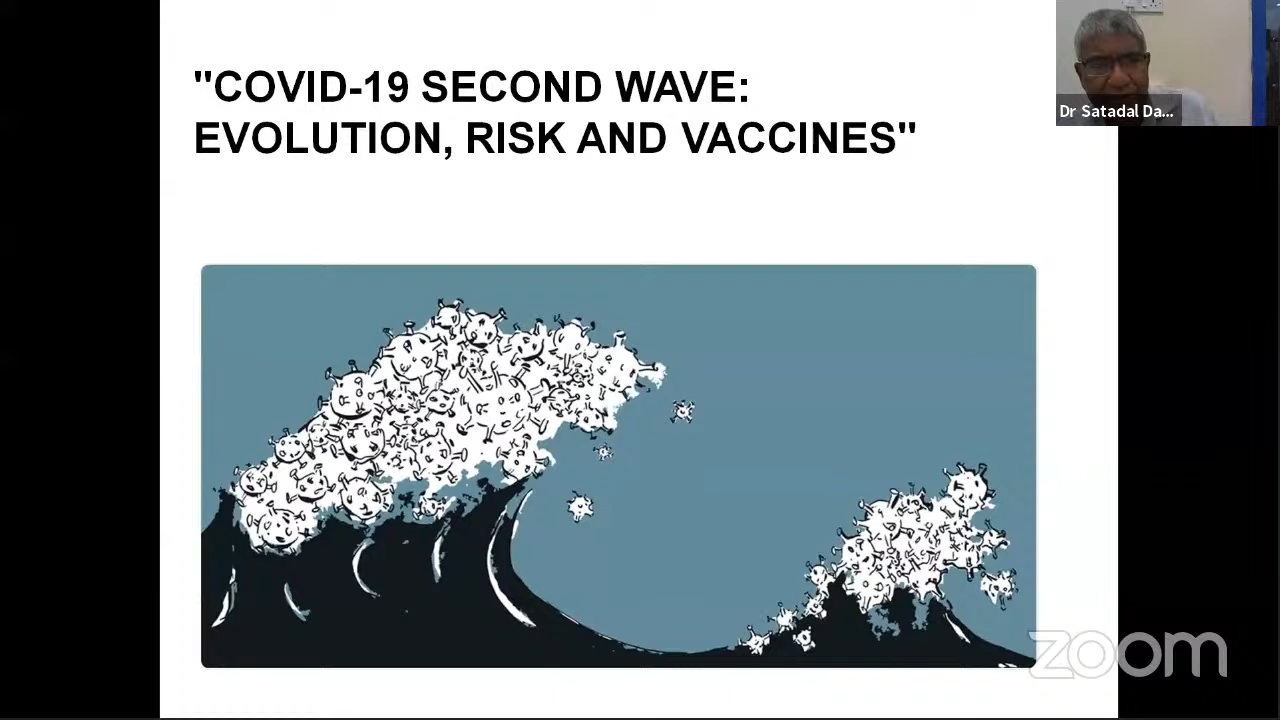 "COVID-19 SECOND WAVE:
EVOLUTION, RISK AND VACCINES"
Dr Satadal Da...
zoom